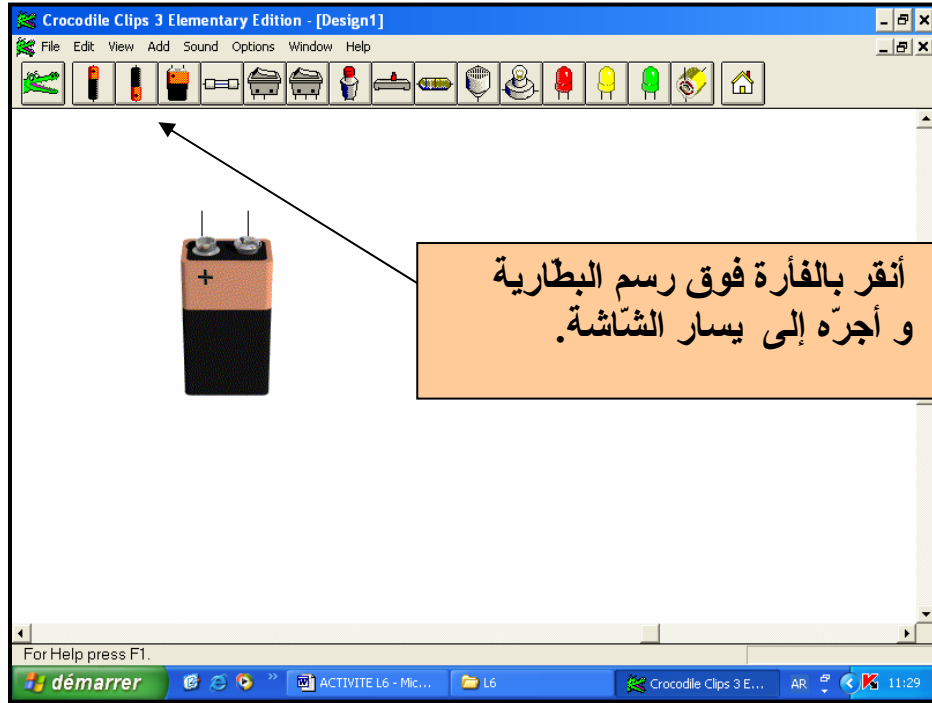 Crocodile Clips 3 Elementary Edition - [Design1]
File Edit View Add Sound Options Window Help
+
أنقر بالفأرة فوق رسم البطّارية
و أجرّه إلى يسار الشّاشة.
For Help press F1.
démarrer » ACTIVITE L6 - Mic... L6 Crocodile Clips 3 E... AR K 11:29